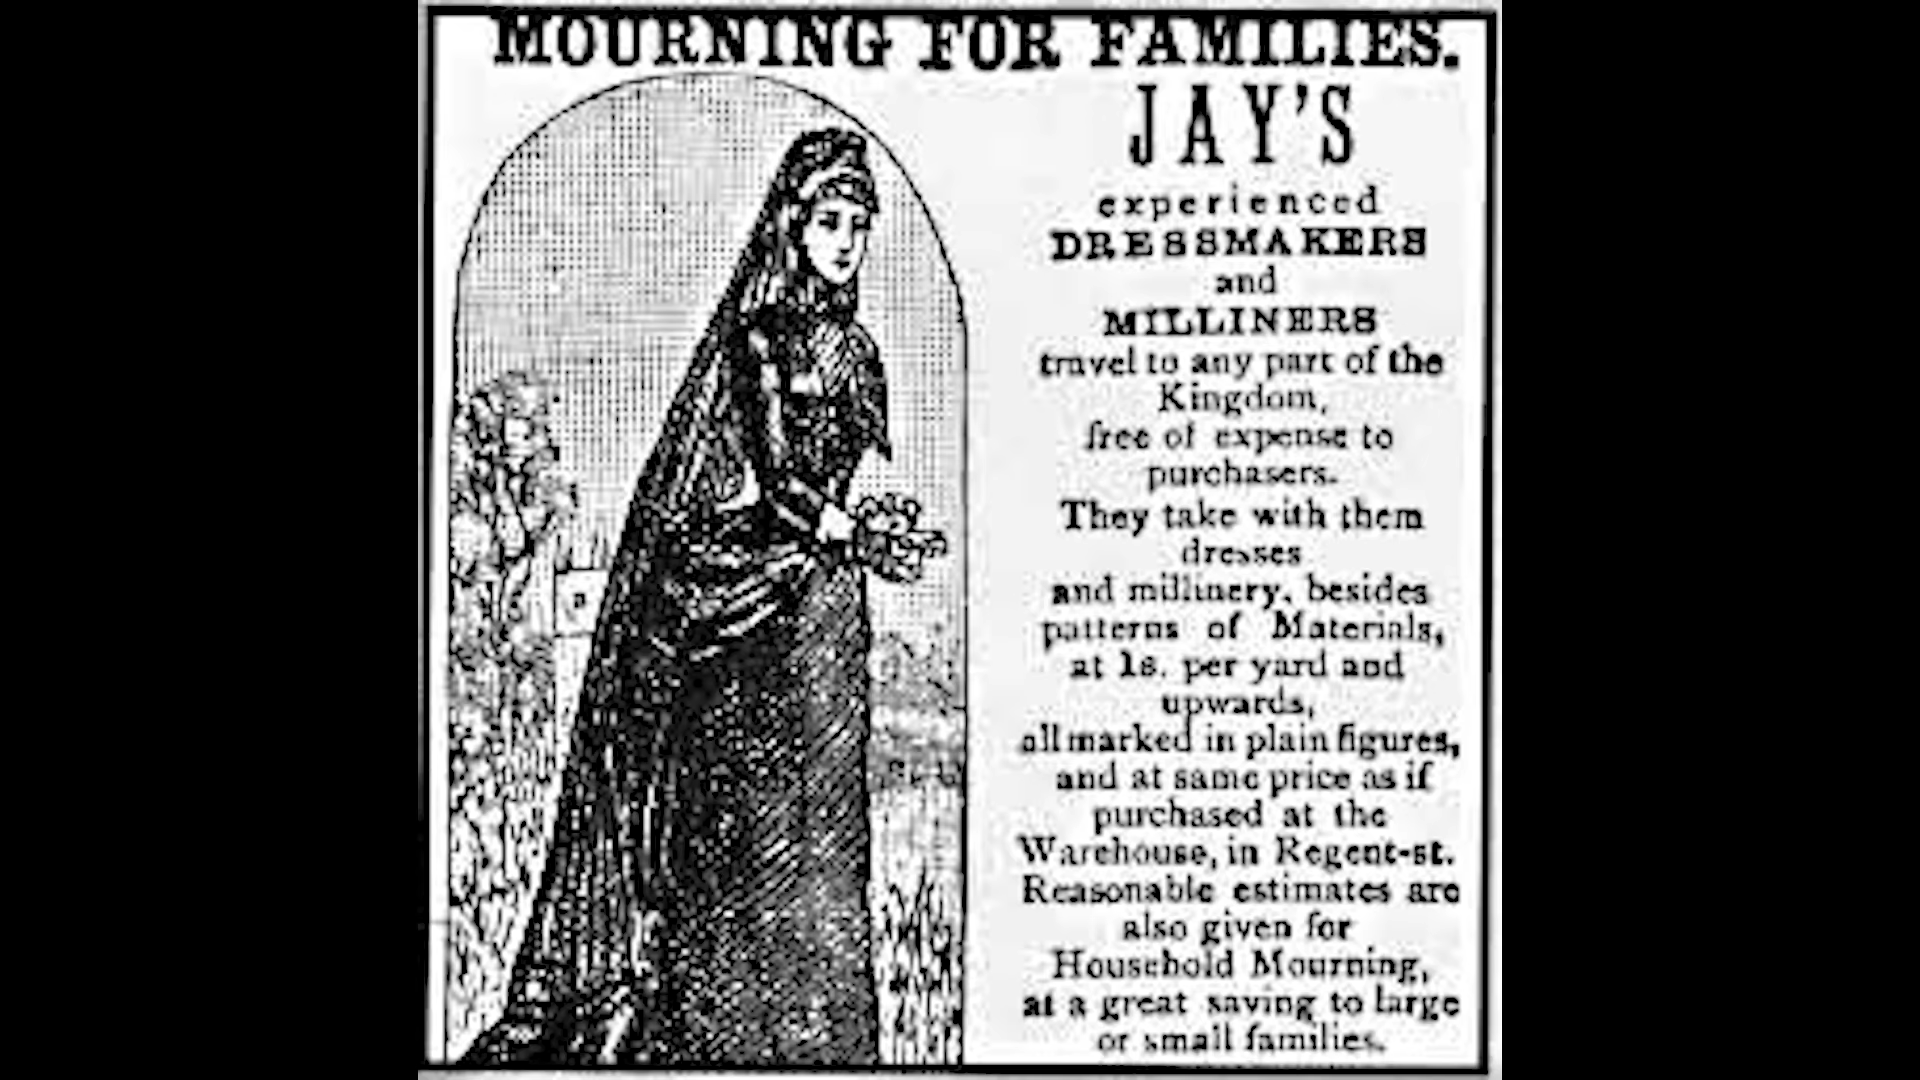 MOURNING FOR FAMILIES.
JAY'S
experienced
DRESSMAKERS
and
MILLINERS
travel to any part of the
Kingdom,
free of expense to
purchasers.
They take with them
dresses
and millinery, besides
patterns of Materials,
at 1s. per yard and
upwards,
all marked in plain figures,
and at same price as if
purchased at the
Warehouse, in Regent-st.
Reasonable estimates are
also given for
Household Mourning,
at a great saving to large
or small families.